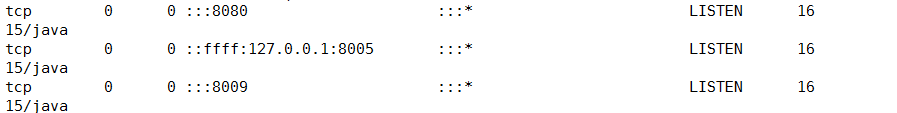 tcp        0      0 :::8080                     :::*                        LISTEN      16
15/java
tcp        0      0 ::ffff:127.0.0.1:8005       :::*                        LISTEN      16
15/java
tcp        0      0 :::8009                     :::*                        LISTEN      16
15/java